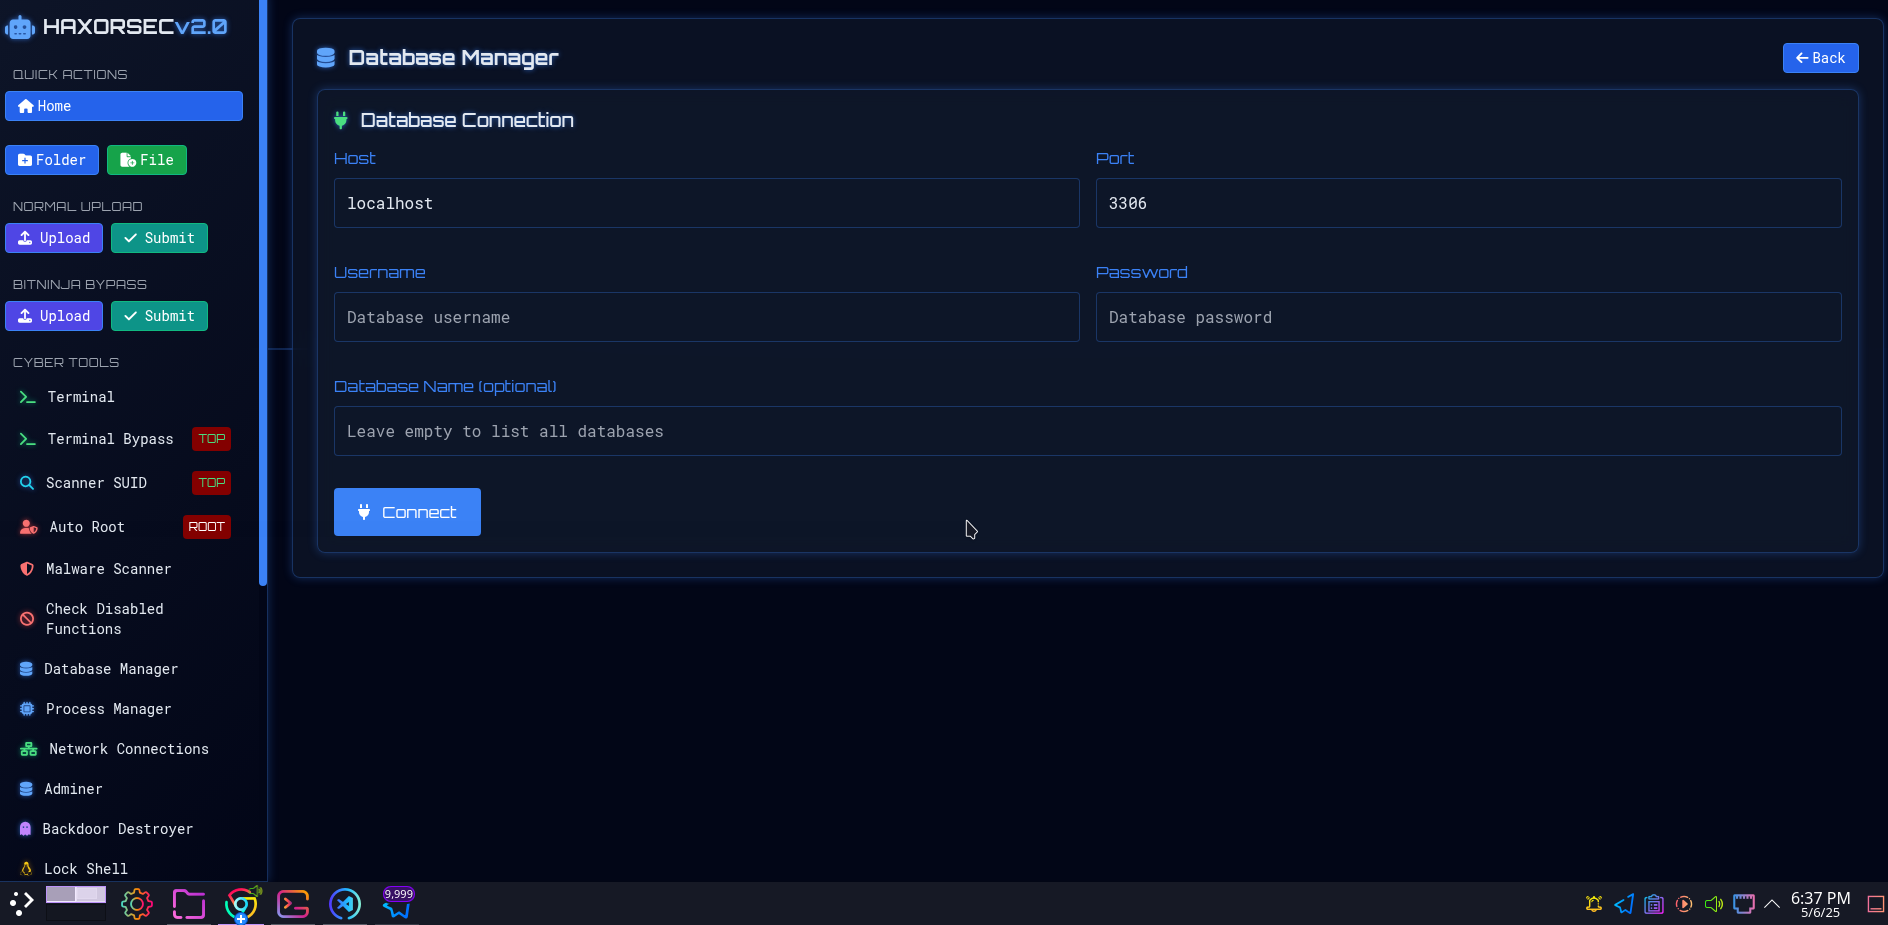 HAXORSECv2.0
QUICK ACTIONS
Home
Folder
File
NORMAL UPLOAD
Upload
Submit
BITNINJA BYPASS
Upload
Submit
CYBER TOOLS
Terminal
Terminal Bypass TOP
Scanner SUID TOP
Auto Root ROOT
Malware Scanner
Check Disabled
Functions
Database Manager
Process Manager
Network Connections
Adminer
Backdoor Destroyer
Lock Shell
Database Manager
Back
Database Connection
Host
Port
localhost
3306
Username
Password
Database username
Database password
Database Name (optional)
Leave empty to list all databases
Connect
9,999
6:37 PM
5/6/25